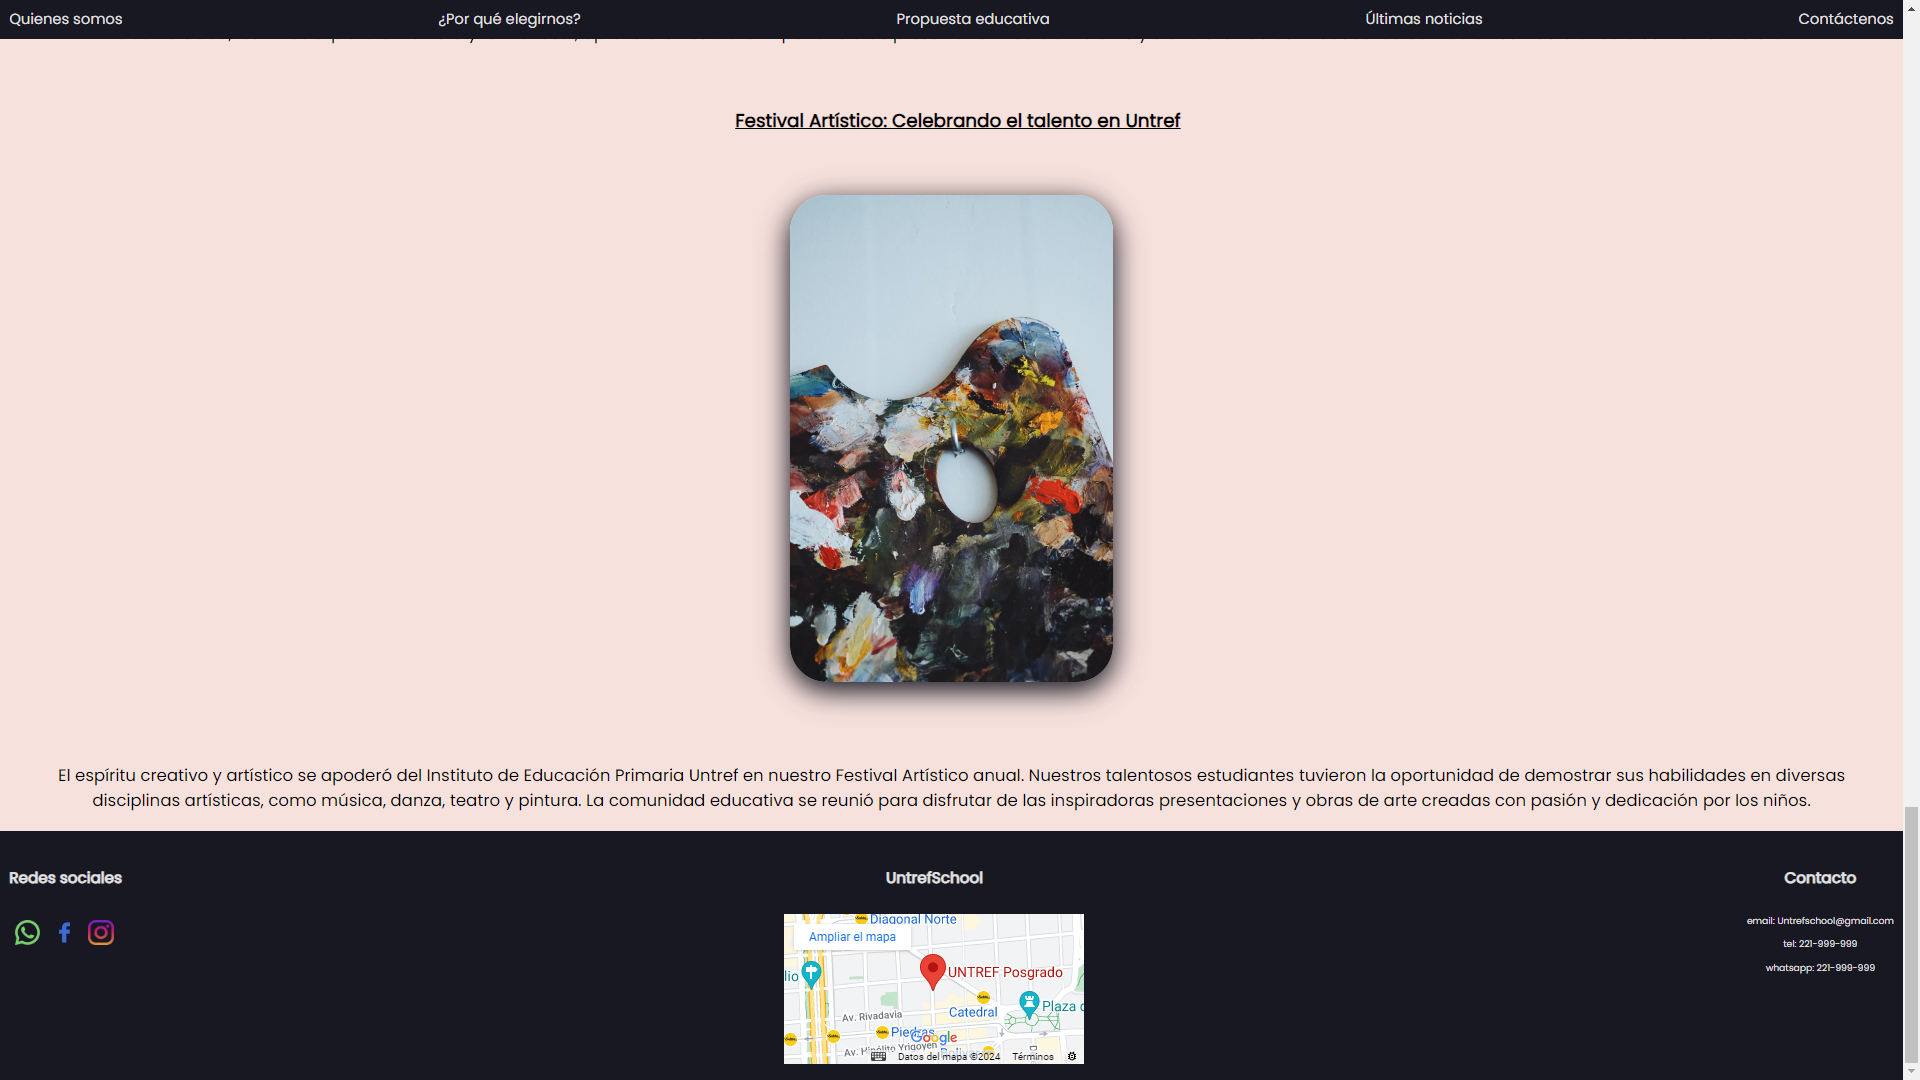 Quienes somos
¿Por qué elegirnos?
Propuesta educativa
Últimas noticias
Contáctenos
Festival Artístico: Celebrando el talento en Untref
El espíritu creativo y artístico se apoderó del Instituto de Educación Primaria Untref en nuestro Festival Artístico anual. Nuestros talentosos estudiantes tuvieron la oportunidad de demostrar sus habilidades en diversas
disciplinas artísticas, como música, danza, teatro y pintura. La comunidad educativa se reunió para disfrutar de las inspiradoras presentaciones y obras de arte creadas con pasión y dedicación por los niños.
Redes sociales
UntrefSchool
Diagonal Norte
Ampliar el mapa
lio
UNTREF Posgrado
Plaza d
Catedral
Av. Rivadavia
Piedras
Google
Av. Hipólito Yrigoyen
Datos del mapa ©2024
Términos
Contacto
email: Untrefschool@gmail.com
tel: 221-999-999
whatsapp: 221-999-999